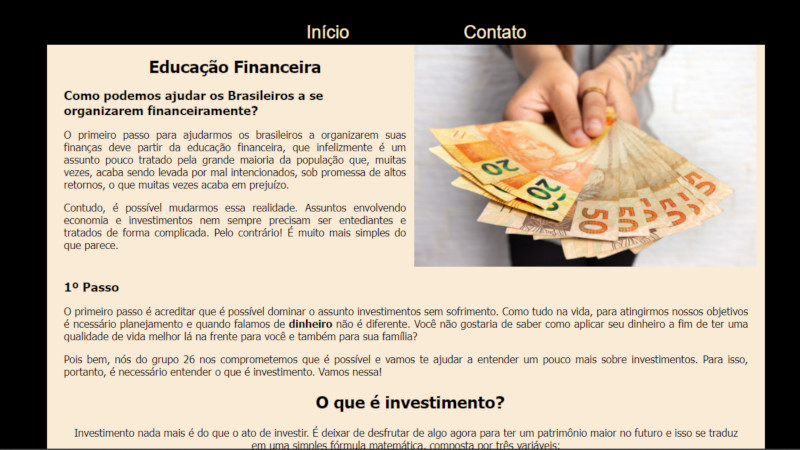 Início Contato
Educação Financeira
Como podemos ajudar os Brasileiros a se
organizarem financeiramente?
O primeiro passo para ajudarmos os brasileiros a organizarem suas
finanças deve partir da educação financeira, que infelizmente é um
assunto pouco tratado pela grande maioria da população que, muitas
vezes, acaba sendo levada por mal intencionados, sob promessa de altos
retornos, o que muitas vezes acaba em prejuízo.
Contudo, é possível mudarmos essa realidade. Assuntos envolvendo
economia e investimentos nem sempre precisam ser entediantes e
tratados de forma complicada. Pelo contrário! É muito mais simples do
que parece.
20
20
50
1º Passo
O primeiro passo é acreditar que é possível dominar o assunto investimentos sem sofrimento. Como tudo na vida, para atingirmos nossos objetivos
é ncessário planejamento e quando falamos de dinheiro não é diferente. Você não gostaria de saber como aplicar seu dinheiro a fim de ter uma
qualidade de vida melhor lá na frente para você e também para sua família?
Pois bem, nós do grupo 26 nos comprometemos que é possível e vamos te ajudar a entender um pouco mais sobre investimentos. Para isso,
portanto, é necessário entender o que é investimento. Vamos nessa!
O que é investimento?
Investimento nada mais é do que o ato de investir. É deixar de desfrutar de algo agora para ter um patrimônio maior no futuro e isso se traduz
em uma simples fórmula matemática, composta por três variáveis: